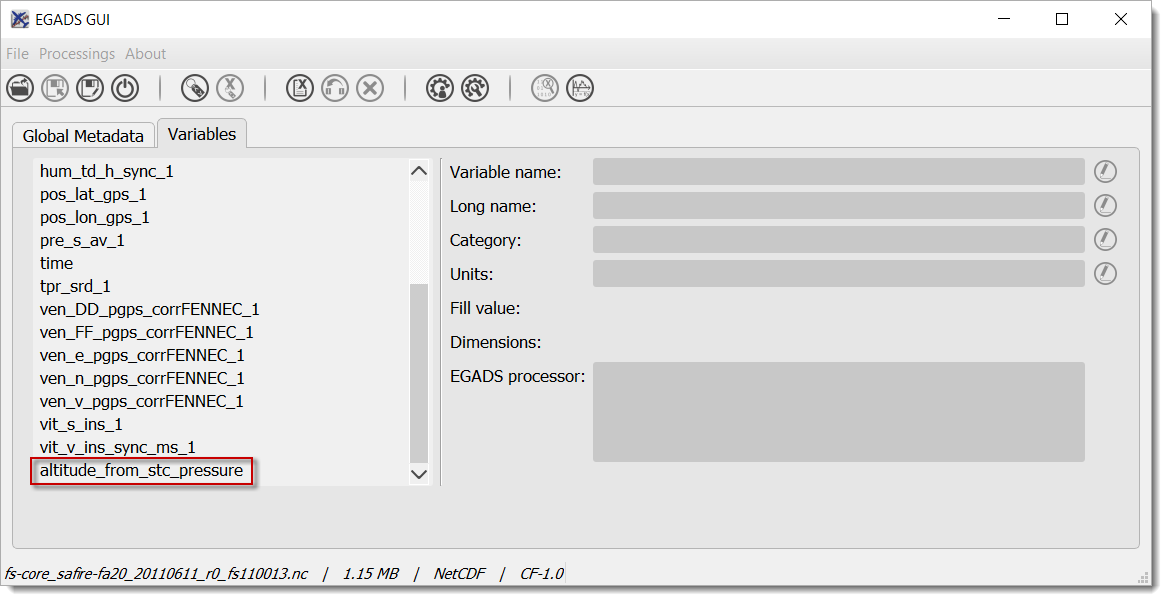 EGADS GUI
File Processings About
Global Metadata Variables
hum_td_h_sync_1
pos_lat_gps_1
pos_lon_gps_1
pre_s_av_1
time
tpr_srd_1
ven_DD_pgps_corrFENNEC_1
ven_FF_pgps_corrFENNEC_1
ven_e_pgps_corrFENNEC_1
ven_n_pgps_corrFENNEC_1
ven_v_pgps_corrFENNEC_1
vit_s_ins_1
vit_v_ins_sync_ms_1
altitude_from_stc_pressure
Variable name:
Long name:
Category:
Units:
Fill value:
Dimensions:
EGADS processor:
fs-core_safire-fa20_20110611_r0_fs110013.nc | 1.15 MB | NetCDF | CF-1.0